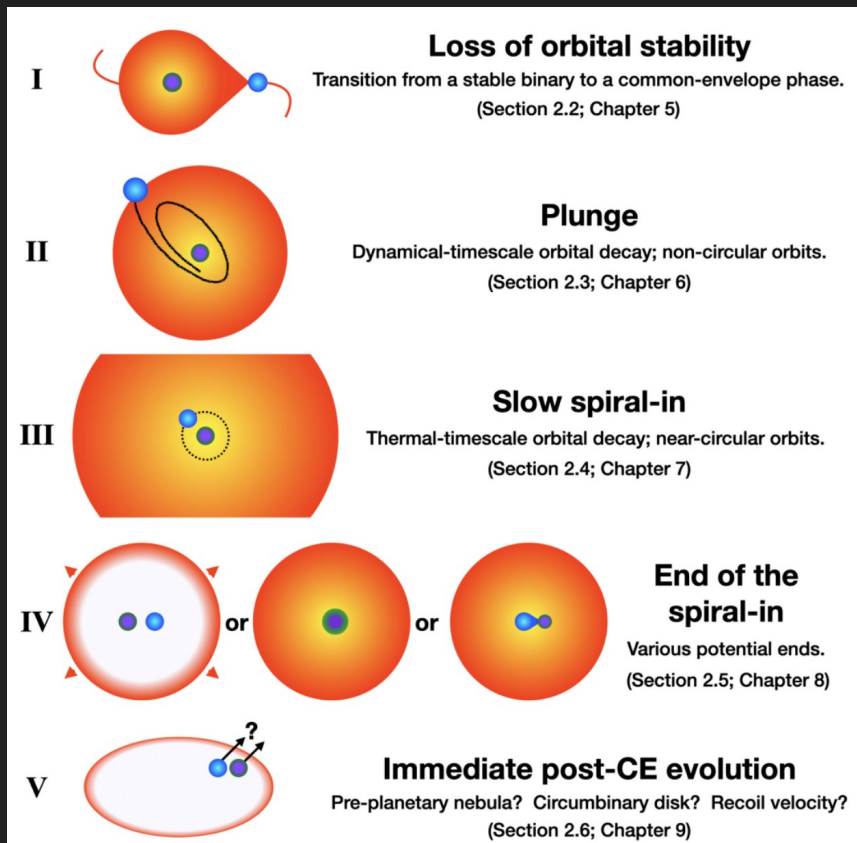 I
Loss of orbital stability
Transition from a stable binary to a common-envelope phase.
(Section 2.2; Chapter 5)
II
Plunge
Dynamical-timescale orbital decay; non-circular orbits.
(Section 2.3; Chapter 6)
III
Slow spiral-in
Thermal-timescale orbital decay; near-circular orbits.
(Section 2.4; Chapter 7)
IV
or
or
End of the
spiral-in
Various potential ends.
(Section 2.5; Chapter 8)
V
?
Immediate post-CE evolution
Pre-planetary nebula? Circumbinary disk? Recoil velocity?
(Section 2.6; Chapter 9)